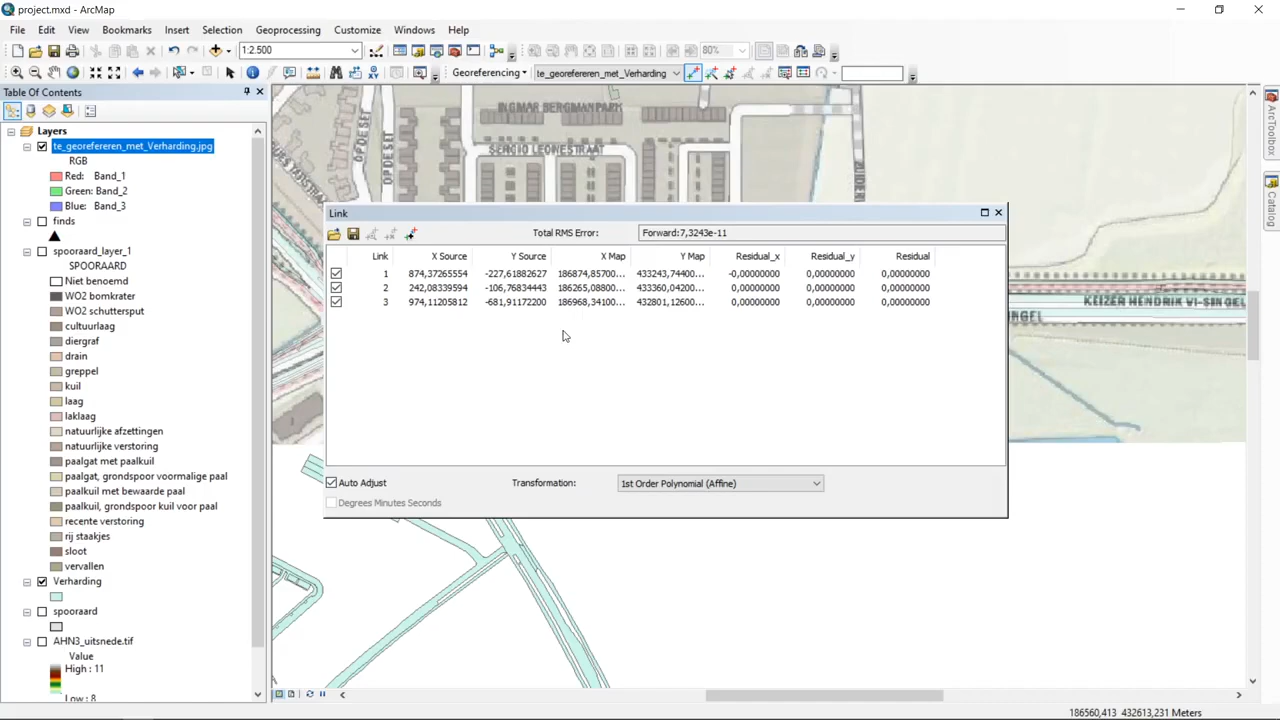 project.mxd - ArcMap
File Edit View Bookmarks Insert Selection Geoprocessing Customize Windows Help
1:2.500
80%
Georeferencing
te_georefereren_met_Verharding
Table Of Contents
Layers
te_georefereren_met_Verharding.jpg
RGB
Red: Band_1
Green: Band_2
Blue: Band_3
finds
spooraard_layer_1
SPOORAARD
Niet benoemd
WO2 bomkrater
WO2 schuttersput
cultuurlaag
diergraf
drain
greppel
kuil
laag
laklaag
natuurlijke afzettingen
natuurlijke verstoring
paalgat met paalkuil
paalgat, grondspoor voormalige paal
paalkuil met bewaarde paal
paalkuil, grondspoor kuil voor paal
recente verstoring
rij staakjes
sloot
vervallen
Verharding
spooraard
AHN3_uitsnede.tif
Value
High : 11
Low : 8
INGMAR BERGMANPARK
SERGIO LEONESTRAAT
OPDESET
OPDESET
KEIZER HENDRIK VI-SINGEL
INGEL
Link
Total RMS Error: Forward:7,3243e-11
Link X Source Y Source X Map Y Map Residual_x Residual_y Residual
1 874,37265554 -227,61882627 186874,85700... 433243,74400... -0,00000000 0,00000000 0,00000000
2 242,08339594 -106,76834443 186265,08800... 433360,04200... 0,00000000 0,00000000 0,00000000
3 974,11205812 -681,91172200 186968,34100... 432801,12600... 0,00000000 0,00000000 0,00000000
Auto Adjust
Transformation: 1st Order Polynomial (Affine)
Degrees Minutes Seconds
ArcToolbox
Catalog
186560,413 432613,231 Meters